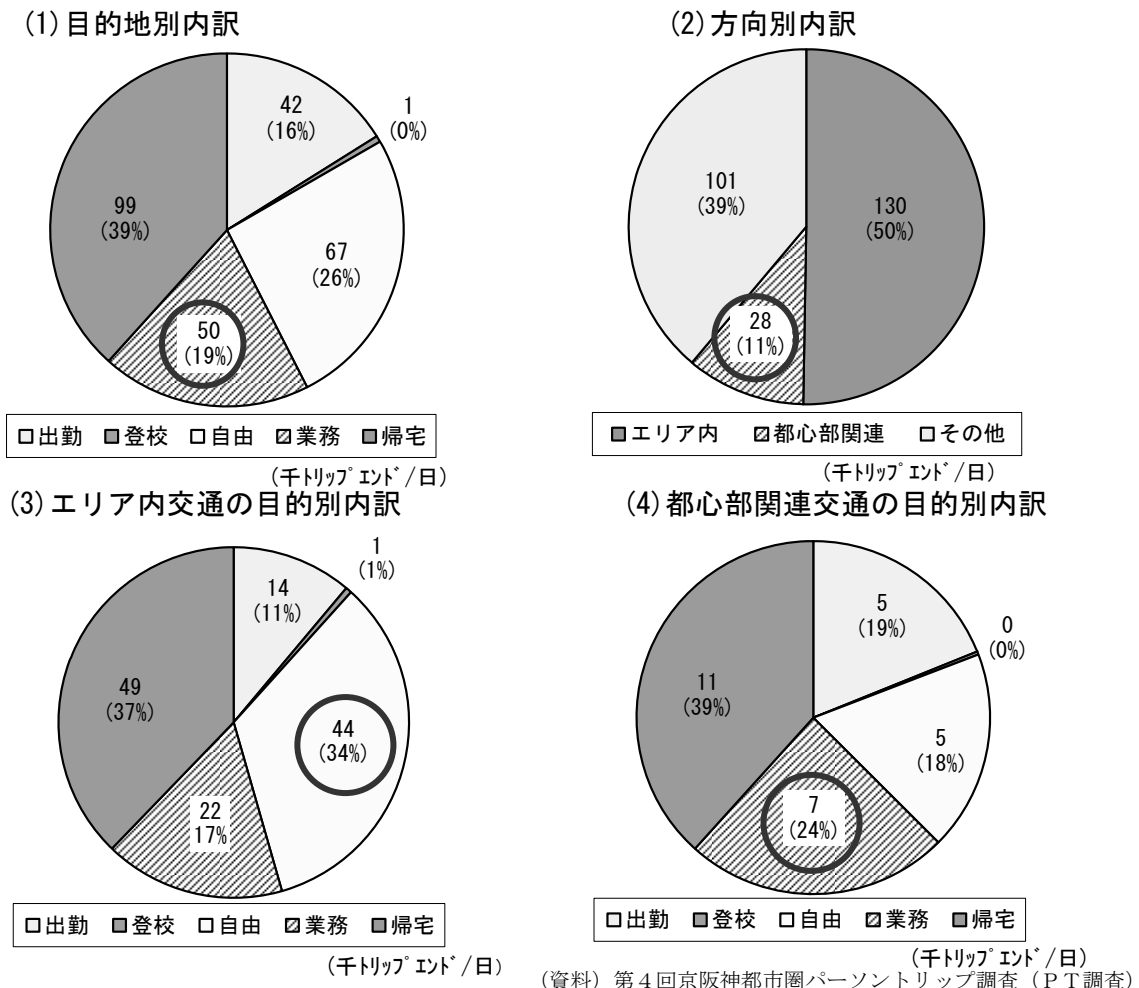 (1)目的地別内訳
42
(16%)
1
(0%)
67
(26%)
50
(19%)
99
(39%)
□出勤 ■登校 □自由 ▨業務 ■帰宅
(千トリップエンド/日)
(2)方向別内訳
101
(39%)
130
(50%)
28
(11%)
■エリア内 ▨都心部関連 □その他
(千トリップエンド/日)
(3)エリア内交通の目的別内訳
14
(11%)
1
(1%)
44
(34%)
22
17%
49
(37%)
□出勤 ■登校 □自由 ▨業務 ■帰宅
(千トリップエンド/日)
(4)都心部関連交通の目的別内訳
5
(19%)
0
(0%)
5
(18%)
7
(24%)
11
(39%)
□出勤 ■登校 □自由 ▨業務 ■帰宅
(千トリップエンド/日)
(資料)第4回京阪神都市圏パーソントリップ調査(PT調査)